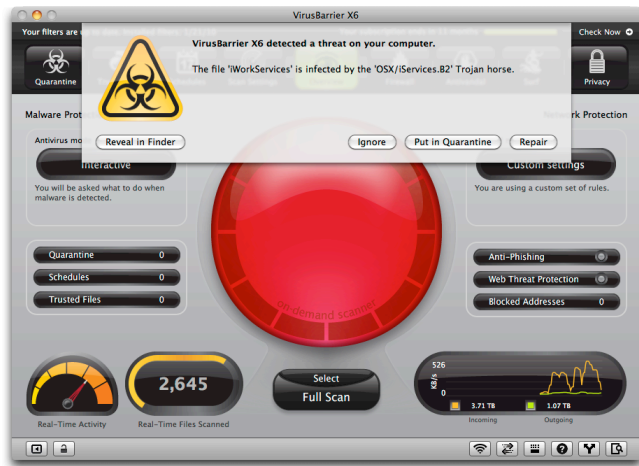 VirusBarrier X6
Your filters are
Check Now
VirusBarrier X6 detected a threat on your computer.
The file 'iWorkServices' is infected by the 'OSX/iServices.B2' Trojan horse.
Reveal in Finder
Ignore
Put in Quarantine
Repair
Quarantine
Privacy
Malware Prot
rk Protection
Antivirus mo
Interactive
You will be asked what to do when
malware is detected.
Custom settings
You are using a custom set of rules.
Quarantine 0
Schedules 0
Trusted Files 0
Anti-Phishing
Web Threat Protection
Blocked Addresses 0
on-demand scanner
2,645
Real-Time Activity
Real-Time Files Scanned
Select
Full Scan
526
KB/s
0
3.71 TB
1.07 TB
Incoming
Outgoing